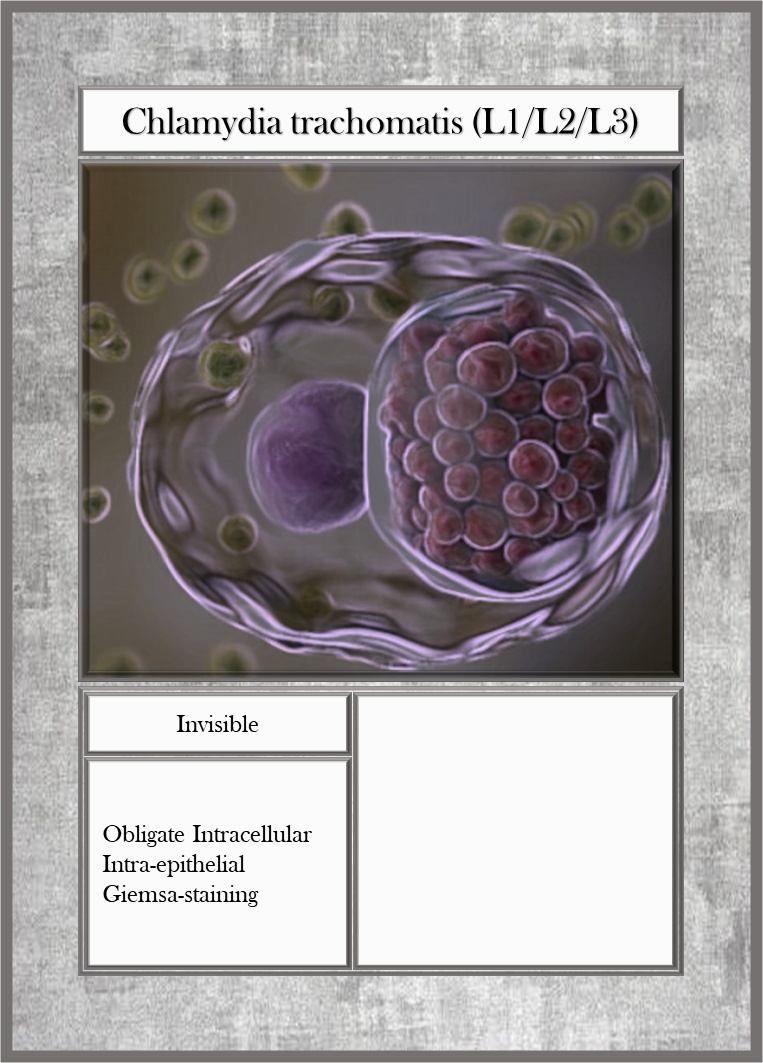 Chlamydia trachomatis (L1/L2/L3)
Invisible
Obligate Intracellular
Intra-epithelial
Giemsa-staining